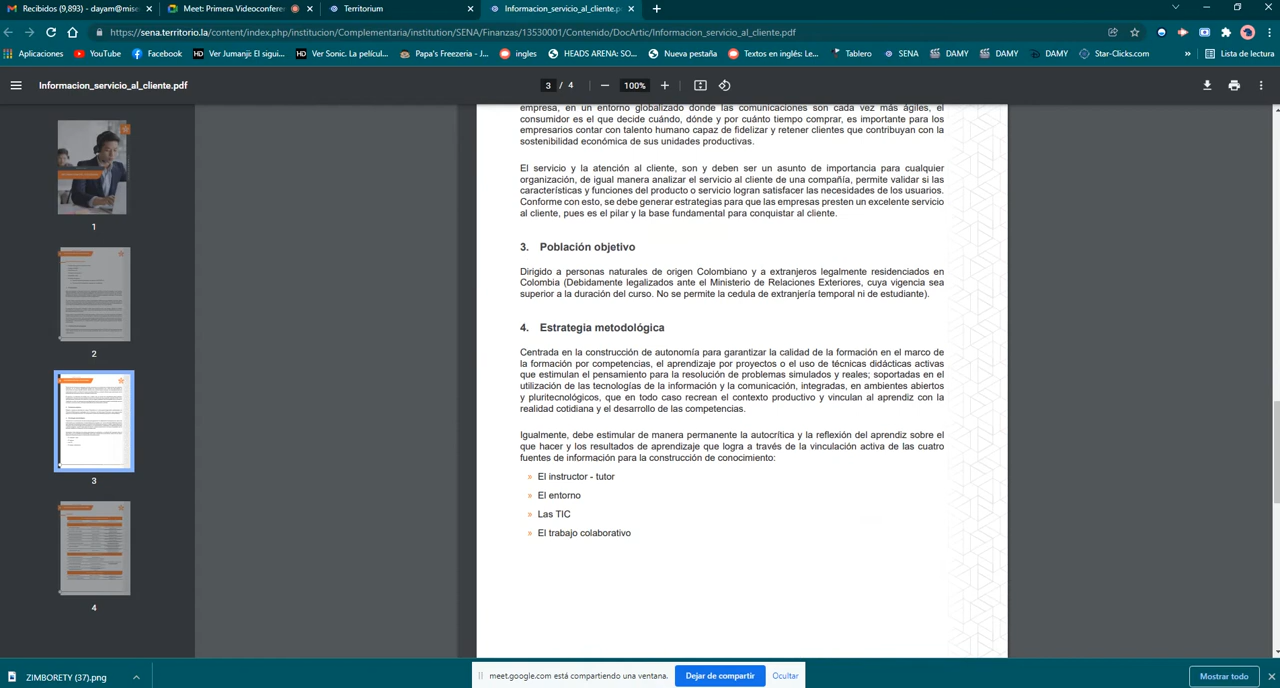 Recibidos (9,893) - dayam@mise
Meet: Primera Videoconferen
Territorium
Informacion_servicio_al_cliente.p
https://sena.territorio.la/content/index.php/institucion/Complementaria/institution/SENA/Finanzas/13530001/Contenido/DocArtic/Informacion_servicio_al_cliente.pdf
Aplicaciones
YouTube
Facebook
Ver Jumanji: El sigui...
Ver Sonic. La pelícu...
Papa's Freezeria - J...
ingles
HEADS ARENA: SO...
Nueva pestaña
Textos en inglés: Le...
Tablero
SENA
DAMY
DAMY
DAMY
Star-Clicks.com
»
Lista de lectura
Informacion_servicio_al_cliente.pdf
3 / 4
100%
1
2
3
4
empresa, en un entorno globalizado donde las comunicaciones son cada vez más ágiles, el
consumidor es el que decide cuándo, dónde y por cuánto tiempo comprar, es importante para los
empresarios contar con talento humano capaz de fidelizar y retener clientes que contribuyan con la
sostenibilidad económica de sus unidades productivas.
El servicio y la atención al cliente, son y deben ser un asunto de importancia para cualquier
organización, de igual manera analizar el servicio al cliente de una compañía, permite validar si las
características y funciones del producto o servicio logran satisfacer las necesidades de los usuarios.
Conforme con esto, se debe generar estrategias para que las empresas presten un excelente servicio
al cliente, pues es el pilar y la base fundamental para conquistar al cliente.
3. Población objetivo
Dirigido a personas naturales de origen Colombiano y a extranjeros legalmente residenciados en
Colombia (Debidamente legalizados ante el Ministerio de Relaciones Exteriores, cuya vigencia sea
superior a la duración del curso. No se permite la cedula de extranjería temporal ni de estudiante).
4. Estrategia metodológica
Centrada en la construcción de autonomía para garantizar la calidad de la formación en el marco de
la formación por competencias, el aprendizaje por proyectos o el uso de técnicas didácticas activas
que estimulan el pensamiento para la resolución de problemas simulados y reales; soportadas en el
utilización de las tecnologías de la información y la comunicación, integradas, en ambientes abiertos
y pluritecnológicos, que en todo caso recrean el contexto productivo y vinculan al aprendiz con la
realidad cotidiana y el desarrollo de las competencias.
Igualmente, debe estimular de manera permanente la autocrítica y la reflexión del aprendiz sobre el
que hacer y los resultados de aprendizaje que logra a través de la vinculación activa de las cuatro
fuentes de información para la construcción de conocimiento:
» El instructor - tutor
» El entorno
» Las TIC
» El trabajo colaborativo
ZIMBORETY (37).png
meet.google.com está compartiendo una ventana.
Dejar de compartir
Ocultar
Mostrar todo